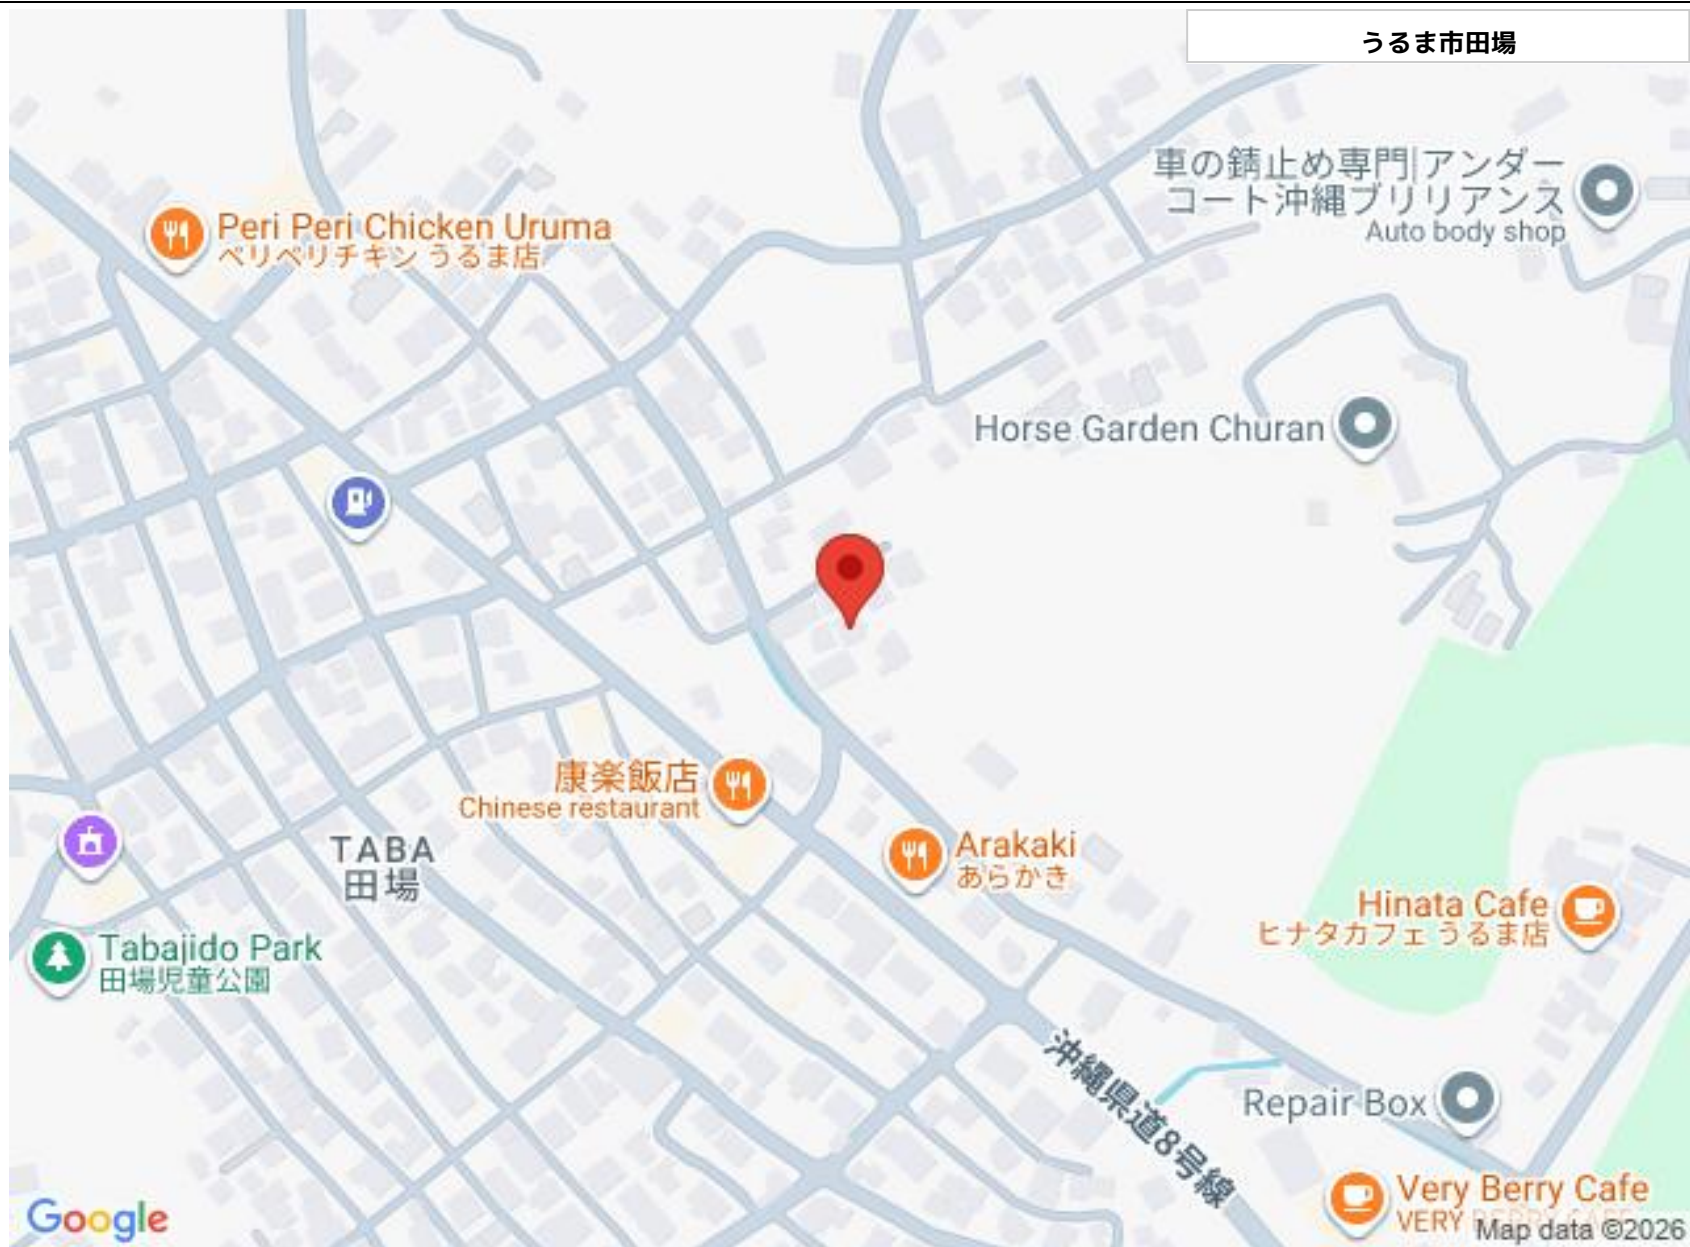 うるま市田場
車の錆止め専門|アンダー
コート沖縄ブリリアンス
Auto body shop
Peri Peri Chicken Uruma
ペリペリチキン うるま店
Horse Garden Churan
康楽飯店
Chinese restaurant
TABA
田場
Arakaki
あらかき
Hinata Cafe
ヒナタカフェ うるま店
Tabajido Park
田場児童公園
沖縄県道8号線
Repair Box
Very Berry Cafe
VERY BERRY CAFE
Google
Map data ©2026